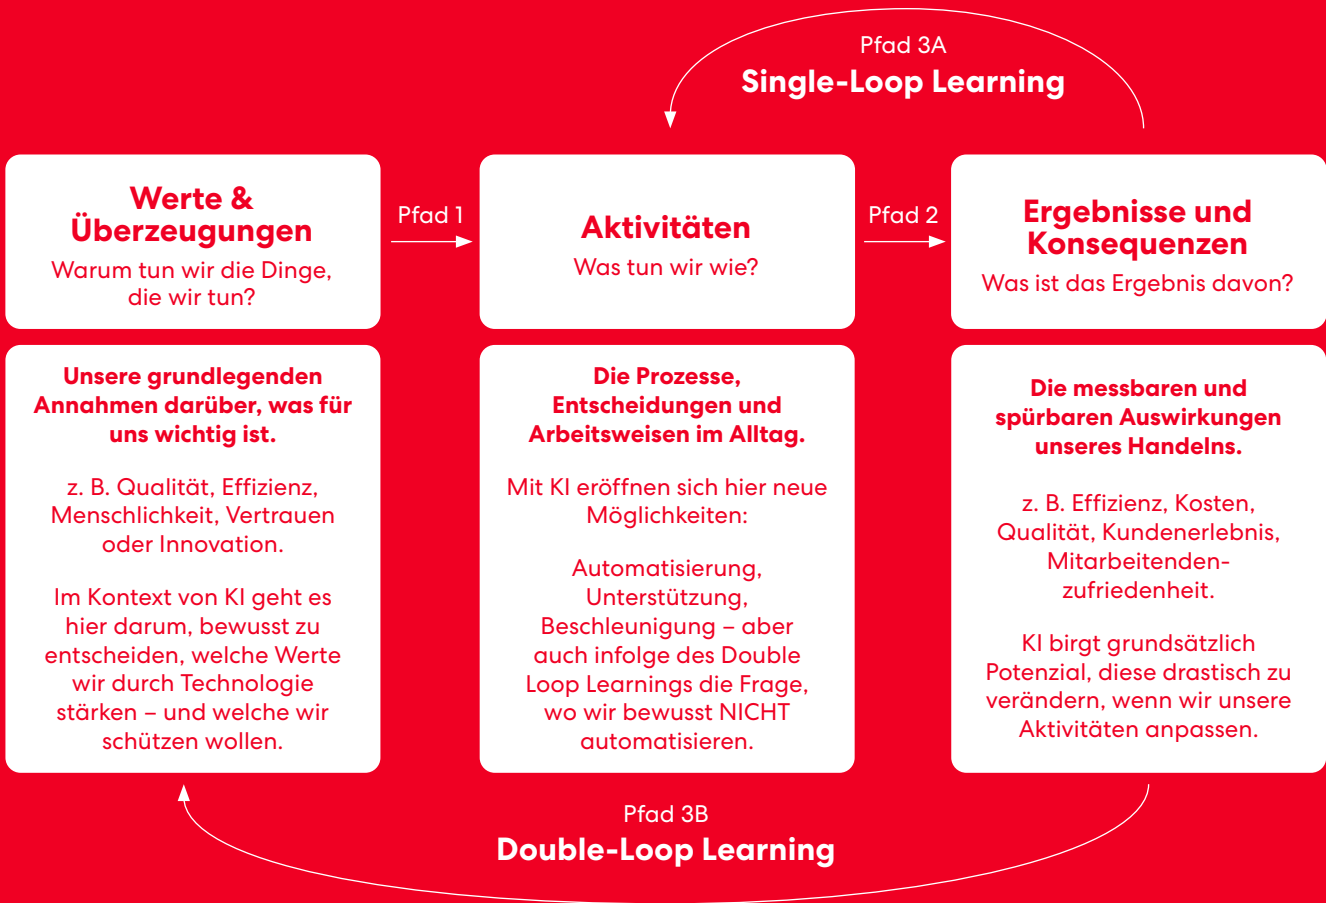 Pfad 3A
Single-Loop Learning
Werte &
Überzeugungen
Warum tun wir die Dinge,
die wir tun?
Pfad 1
Aktivitäten
Was tun wir wie?
Pfad 2
Ergebnisse und
Konsequenzen
Was ist das Ergebnis davon?
Unsere grundlegenden
Annahmen darüber, was für
uns wichtig ist.
z. B. Qualität, Effizienz,
Menschlichkeit, Vertrauen
oder Innovation.
Im Kontext von KI geht es
hier darum, bewusst zu
entscheiden, welche Werte
wir durch Technologie
stärken – und welche wir
schützen wollen.
Die Prozesse,
Entscheidungen und
Arbeitsweisen im Alltag.
Mit KI eröffnen sich hier neue
Möglichkeiten:
Automatisierung,
Unterstützung,
Beschleunigung – aber
auch infolge des Double
Loop Learnings die Frage,
wo wir bewusst NICHT
automatisieren.
Die messbaren und
spürbaren Auswirkungen
unseres Handelns.
z. B. Effizienz, Kosten,
Qualität, Kundenerlebnis,
Mitarbeitenden-
zufriedenheit.
KI birgt grundsätzlich
Potenzial, diese drastisch zu
verändern, wenn wir unsere
Aktivitäten anpassen.
Pfad 3B
Double-Loop Learning